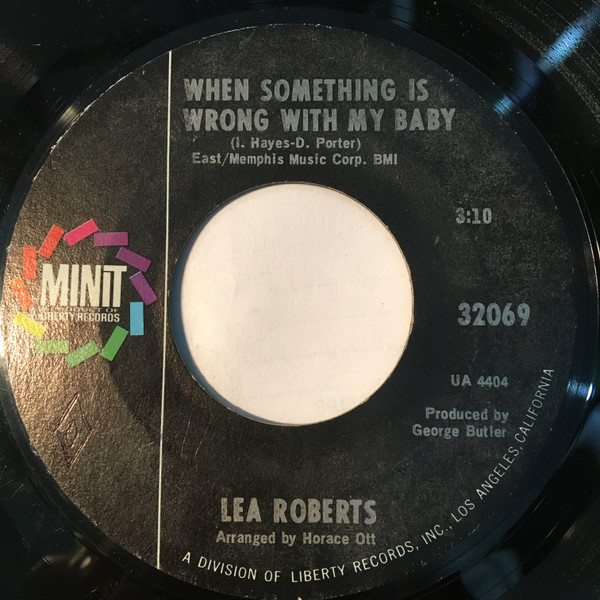 WHEN SOMETHING IS
WRONG WITH MY BABY
(I. Hayes-D. Porter)
East/Memphis Music Corp. BMI
3:10
MINIT
A PRODUCT OF
LIBERTY RECORDS
32069
UA 4404
Produced by
George Butler
LEA ROBERTS
Arranged by Horace Ott
A DIVISION OF LIBERTY RECORDS, INC., LOS ANGELES, CALIFORNIA